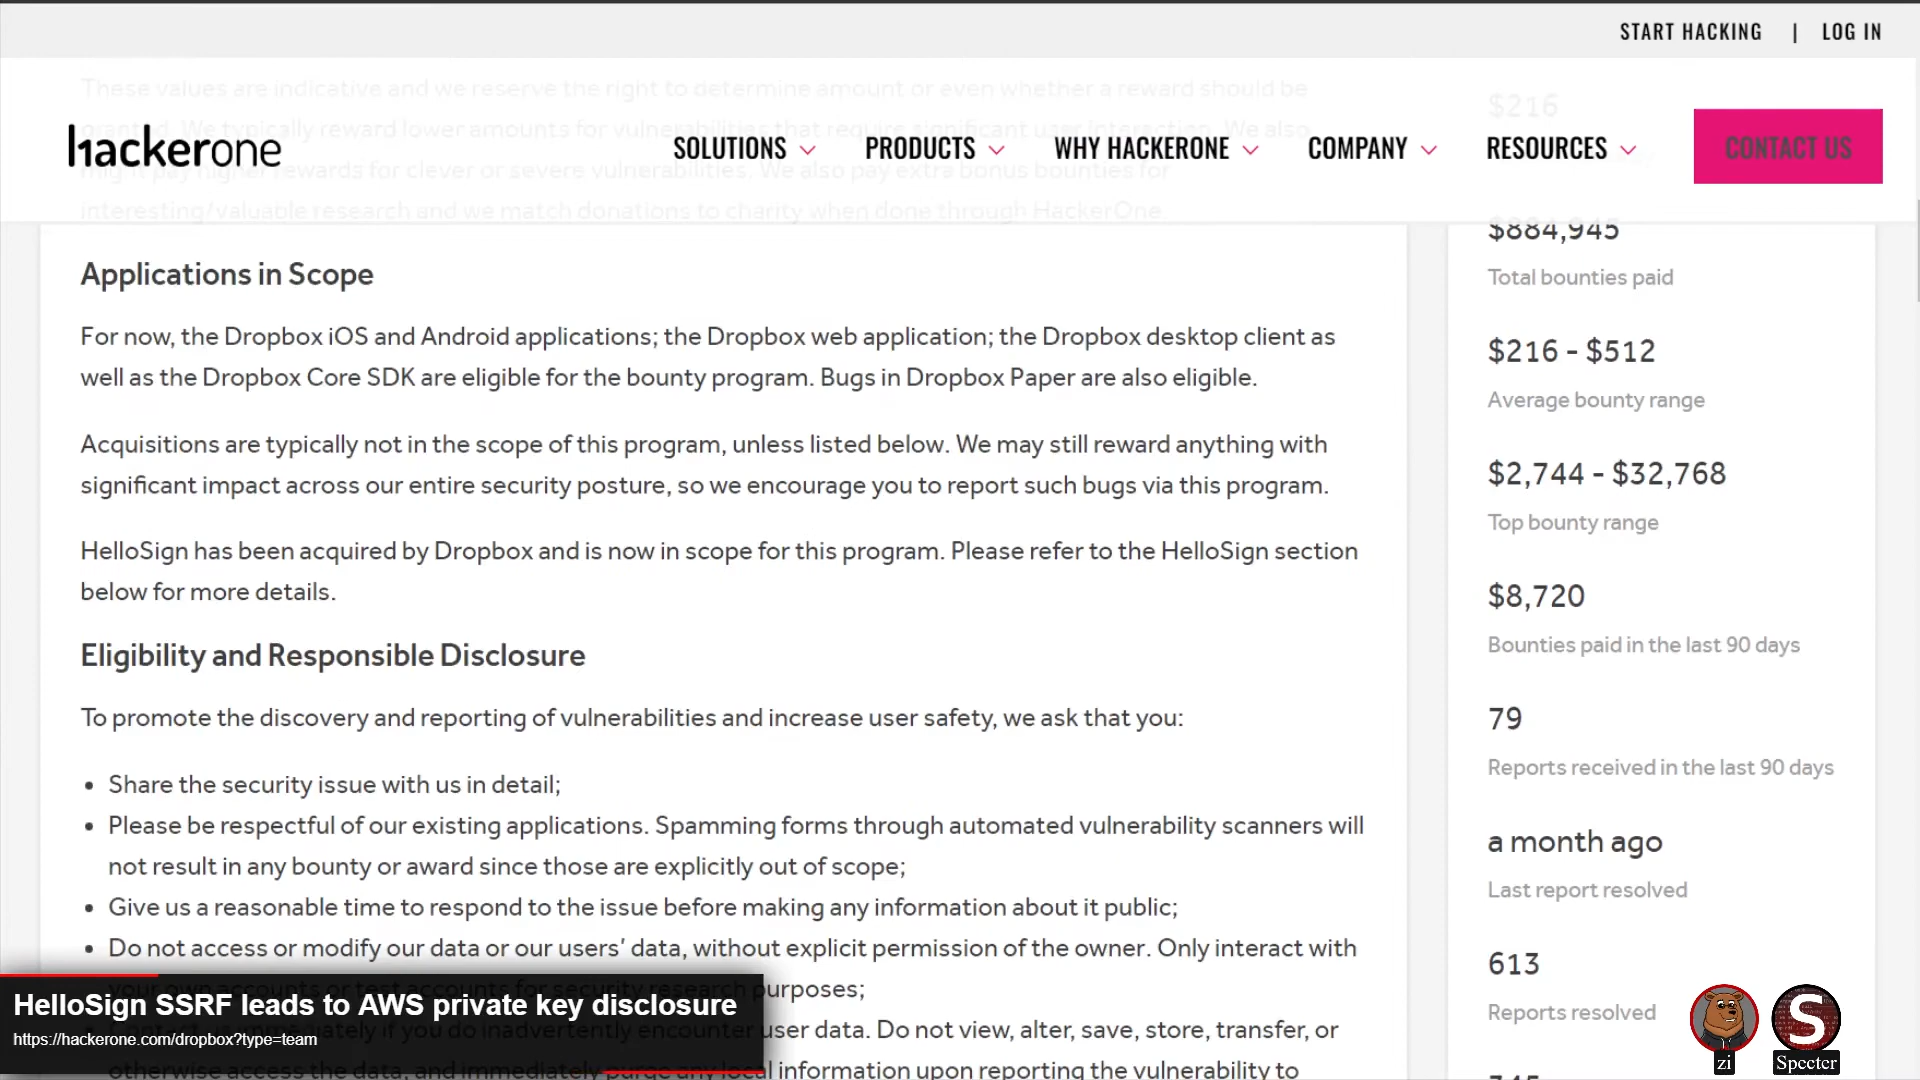 START HACKING | LOG IN
These values are indicative and we reserve the right to determine amount or even whether a reward should be
granted. We typically reward lower amounts for vulnerabilities that require significant user interaction. We also
might pay higher rewards for clever or severe vulnerabilities. We also pay extra bonus bounties for
interesting/valuable research and we match donations to charity when done through HackerOne.
hackerone
SOLUTIONS PRODUCTS WHY HACKERONE COMPANY RESOURCES CONTACT US
Applications in Scope
For now, the Dropbox iOS and Android applications; the Dropbox web application; the Dropbox desktop client as
well as the Dropbox Core SDK are eligible for the bounty program. Bugs in Dropbox Paper are also eligible.
Acquisitions are typically not in the scope of this program, unless listed below. We may still reward anything with
significant impact across our entire security posture, so we encourage you to report such bugs via this program.
HelloSign has been acquired by Dropbox and is now in scope for this program. Please refer to the HelloSign section
below for more details.
Eligibility and Responsible Disclosure
To promote the discovery and reporting of vulnerabilities and increase user safety, we ask that you:
• Share the security issue with us in detail;
• Please be respectful of our existing applications. Spamming forms through automated vulnerability scanners will
not result in any bounty or award since those are explicitly out of scope;
• Give us a reasonable time to respond to the issue before making any information about it public;
• Do not access or modify our data or our users' data, without explicit permission of the owner. Only interact with
your own accounts or test accounts for security research purposes;
• Contact us immediately if you do inadvertently encounter user data. Do not view, alter, save, store, transfer, or
otherwise access the data, and immediately purge any local information upon reporting the vulnerability to
$216
$884,945
Total bounties paid
$216 - $512
Average bounty range
$2,744 - $32,768
Top bounty range
$8,720
Bounties paid in the last 90 days
79
Reports received in the last 90 days
a month ago
Last report resolved
613
Reports resolved
HelloSign SSRF leads to AWS private key disclosure
https://hackerone.com/dropbox?type=team
zi
S
Specter